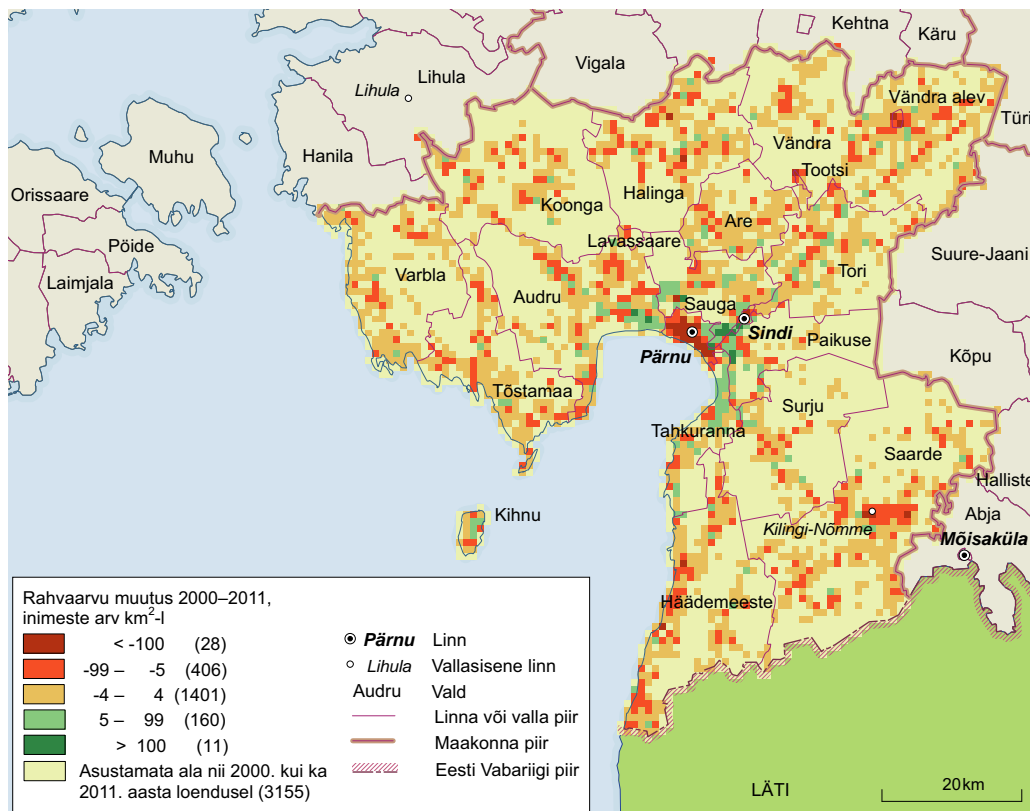 Kehtna
Käru
Vigala
Lihula
Lihula
Vändra alev
Türi
Muhu
Hanila
Vändra
Orissaare
Tootsi
Halinga
Koonga
Are
Pöide
Lavassaare
Suure-Jaani
Laimjala
Varbla
Audru
Tori
Sauga
Sindi
Pärnu
Paikuse
Kõpu
Tõstamaa
Surju
Tahkuranna
Saarde
Halliste
Kihnu
Kilingi-Nõmme
Abja
Mõisaküla
Häädemeeste
LÄTI
20 km
Rahvaarvu muutus 2000–2011,
inimeste arv km²-l
< -100 (28)
-99 – -5 (406)
-4 – 4 (1401)
5 – 99 (160)
> 100 (11)
Asustamata ala nii 2000. kui ka
2011. aasta loendusel (3155)
Pärnu Linn
Lihula Vallasisene linn
Audru Vald
Linna või valla piir
Maakonna piir
Eesti Vabariigi piir